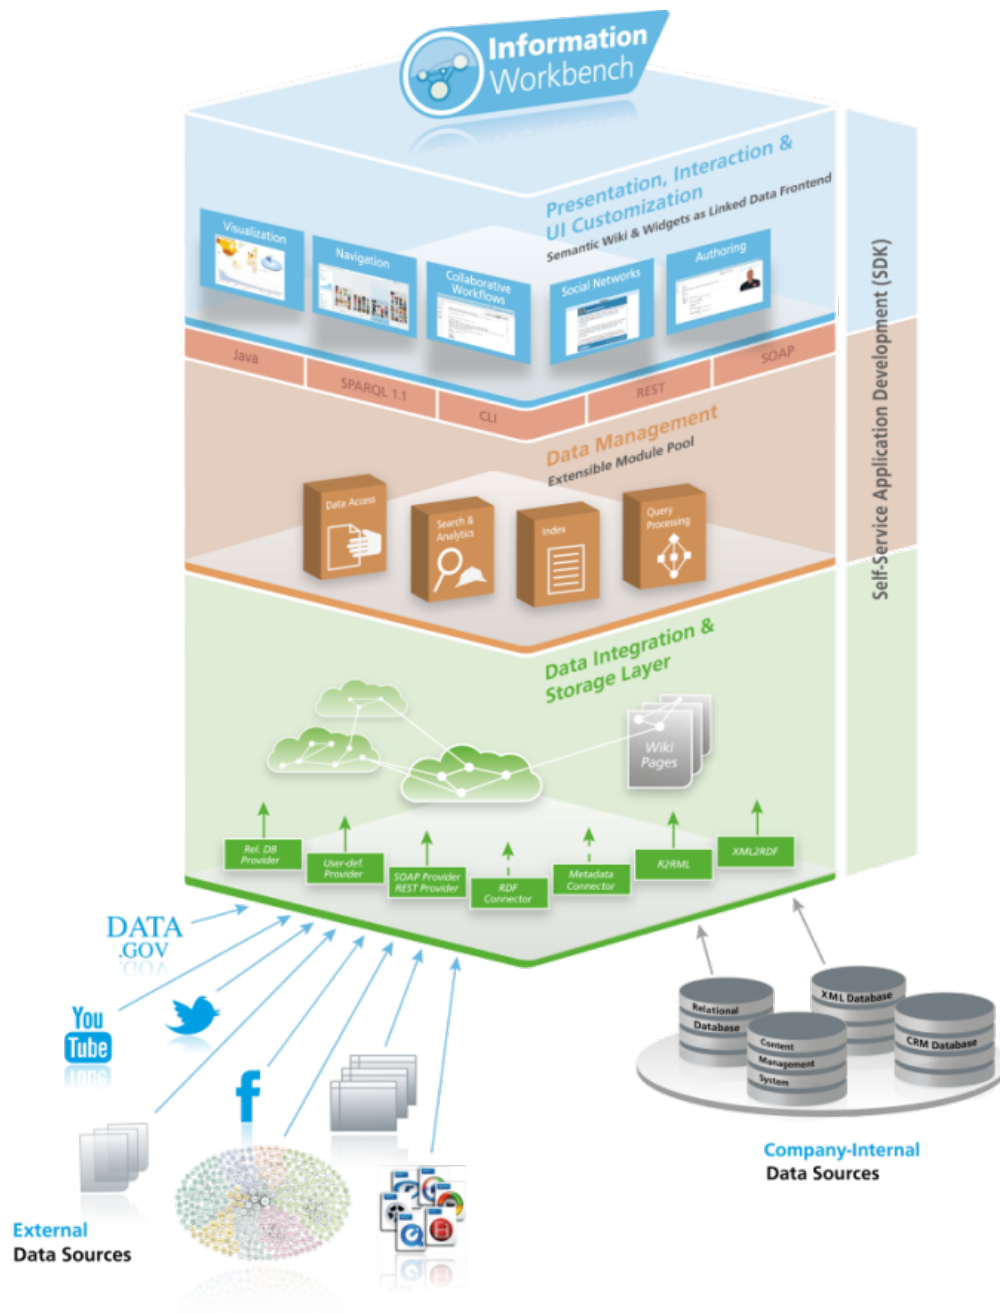 Information
Workbench
Presentation, Interaction &
UI Customization
Semantic Wiki & Widgets as Linked Data Frontend
Visualization
Navigation
Collaborative
Workflows
Social Networks
Authoring
Java
SPARQL 1.1
CLI
REST
SOAP
Data Management
Extensible Module Pool
Data Access
Search &
Analytics
Index
Query
Processing
Self-Service Application Development (SDK)
Data Integration &
Storage Layer
Wiki
Pages
Rel. DB
Provider
User-def.
Provider
SOAP Provider
REST Provider
RDF
Connector
Metadata
Connector
R2RML
XML2RDF
DATA
.GOV
You
Tube
f
Relational
Database
Content
Management
System
XML Database
CRM Database
Company-Internal
Data Sources
External
Data Sources